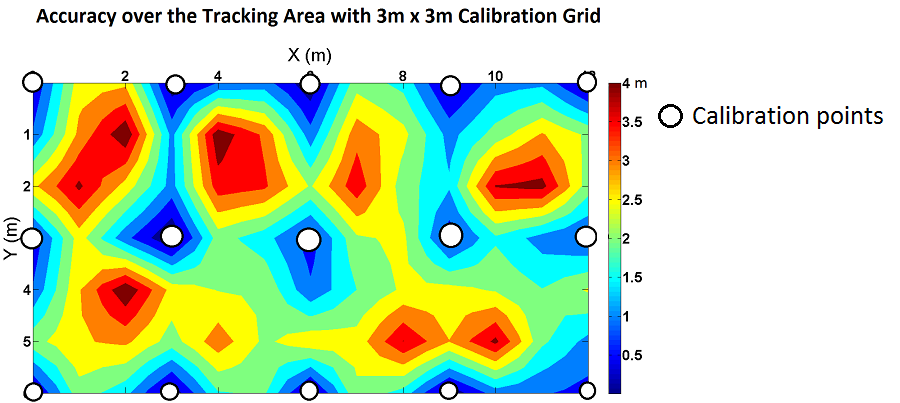 Accuracy over the Tracking Area with 3m x 3m Calibration Grid
X (m)
2 4 8 10
4 m
3.5
3
2.5
2
1.5
1
0.5
Calibration points
Y (m)
1
2
4
5